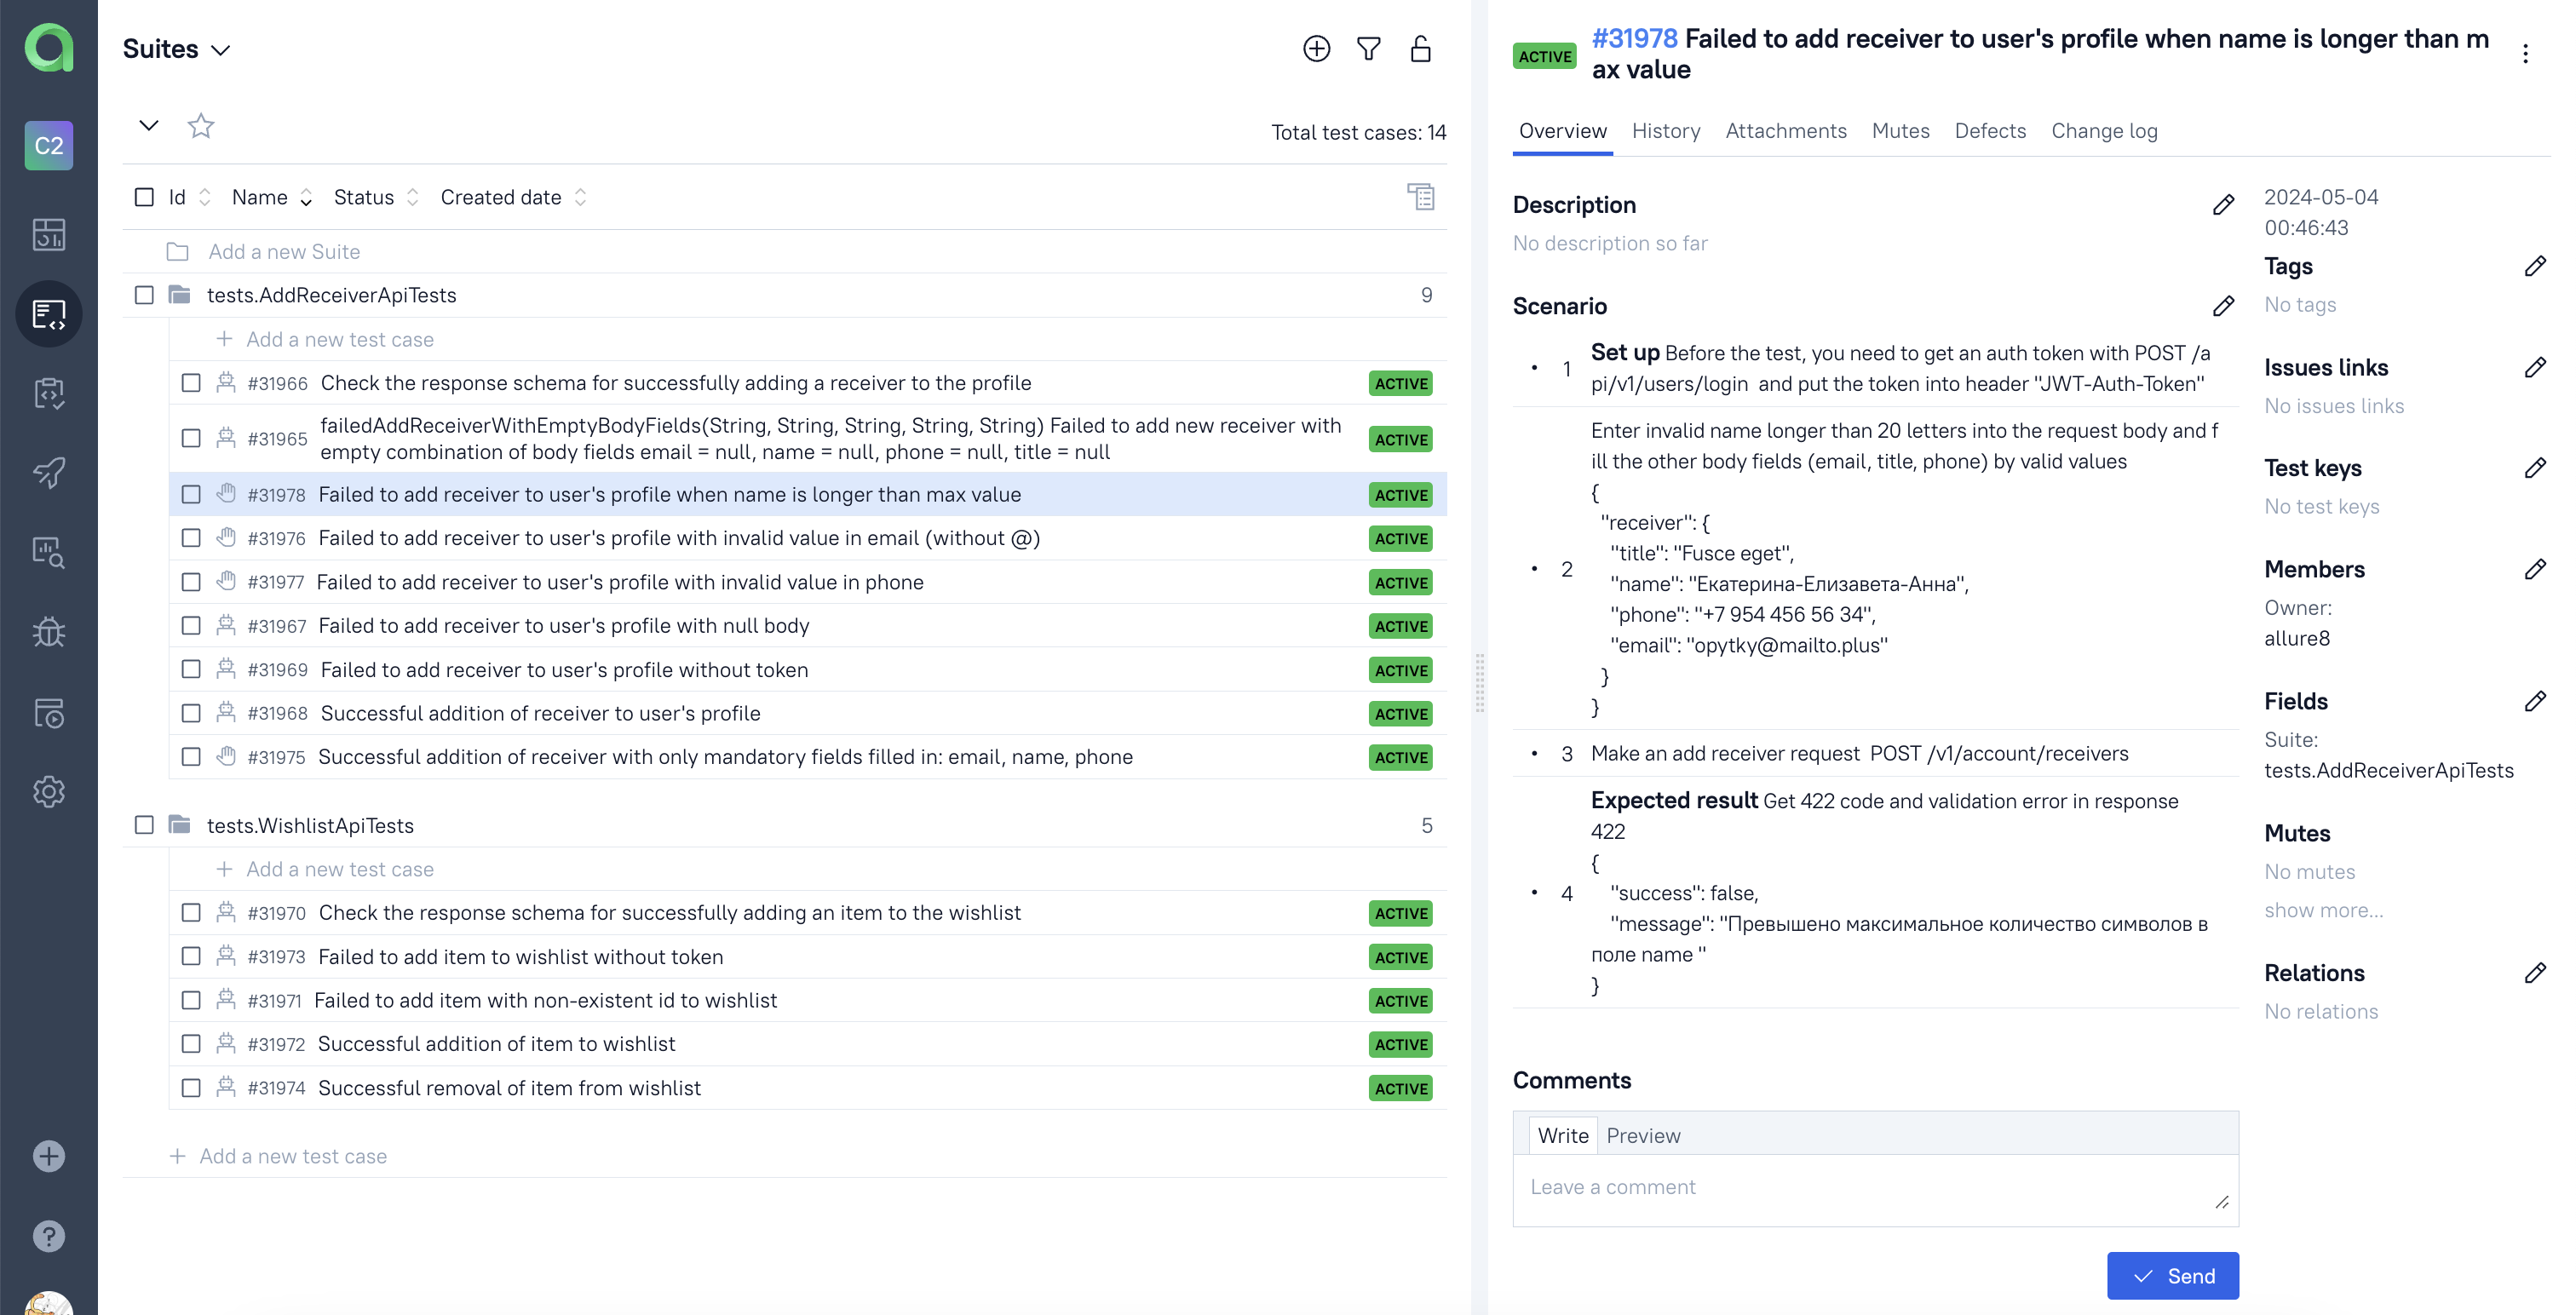 C2
Suites
Total test cases: 14
Id Name Status Created date
Add a new Suite
tests.AddReceiverApiTests 9
Add a new test case
#31966 Check the response schema for successfully adding a receiver to the profile ACTIVE
#31965 failedAddReceiverWithEmptyBodyFields(String, String, String, String, String) Failed to add new receiver with
empty combination of body fields email = null, name = null, phone = null, title = null ACTIVE
#31978 Failed to add receiver to user's profile when name is longer than max value ACTIVE
#31976 Failed to add receiver to user's profile with invalid value in email (without @) ACTIVE
#31977 Failed to add receiver to user's profile with invalid value in phone ACTIVE
#31967 Failed to add receiver to user's profile with null body ACTIVE
#31969 Failed to add receiver to user's profile without token ACTIVE
#31968 Successful addition of receiver to user's profile ACTIVE
#31975 Successful addition of receiver with only mandatory fields filled in: email, name, phone ACTIVE
tests.WishlistApiTests 5
Add a new test case
#31970 Check the response schema for successfully adding an item to the wishlist ACTIVE
#31973 Failed to add item to wishlist without token ACTIVE
#31971 Failed to add item with non-existent id to wishlist ACTIVE
#31972 Successful addition of item to wishlist ACTIVE
#31974 Successful removal of item from wishlist ACTIVE
Add a new test case
ACTIVE #31978 Failed to add receiver to user's profile when name is longer than m
ax value
Overview History Attachments Mutes Defects Change log
Description
No description so far
Scenario
1 Set up Before the test, you need to get an auth token with POST /a
pi/v1/users/login and put the token into header "JWT-Auth-Token"
Enter invalid name longer than 20 letters into the request body and f
ill the other body fields (email, title, phone) by valid values
{
"receiver": {
"title": "Fusce eget",
2 "name": "Екатерина-Елизавета-Анна",
"phone": "+7 954 456 56 34",
"email": "opytky@mailto.plus"
}
}
3 Make an add receiver request POST /v1/account/receivers
Expected result Get 422 code and validation error in response
422
{
4 "success": false,
"message": "Превышено максимальное количество символов в
поле name "
}
Comments
Write Preview
Leave a comment
Send
2024-05-04
00:46:43
Tags
No tags
Issues links
No issues links
Test keys
No test keys
Members
Owner:
allure8
Fields
Suite:
tests.AddReceiverApiTests
Mutes
No mutes
show more...
Relations
No relations